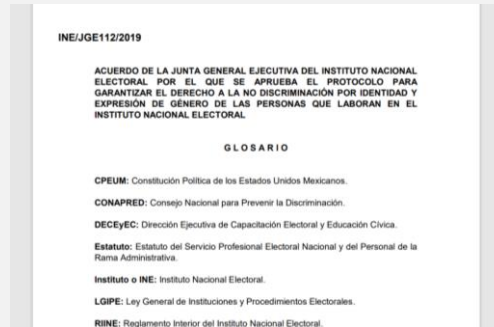 INE/JGE112/2019
ACUERDO DE LA JUNTA GENERAL EJECUTIVA DEL INSTITUTO NACIONAL
ELECTORAL POR EL QUE SE APRUEBA EL PROTOCOLO PARA
GARANTIZAR EL DERECHO A LA NO DISCRIMINACIÓN POR IDENTIDAD Y
EXPRESIÓN DE GÉNERO DE LAS PERSONAS QUE LABORAN EN EL
INSTITUTO NACIONAL ELECTORAL
GLOSARIO
CPEUM: Constitución Política de los Estados Unidos Mexicanos.
CONAPRED: Consejo Nacional para Prevenir la Discriminación.
DECEyEC: Dirección Ejecutiva de Capacitación Electoral y Educación Cívica.
Estatuto: Estatuto del Servicio Profesional Electoral Nacional y del Personal de la
Rama Administrativa.
Instituto o INE: Instituto Nacional Electoral.
LGIPE: Ley General de Instituciones y Procedimientos Electorales.
RIINE: Reglamento Interior del Instituto Nacional Electoral.